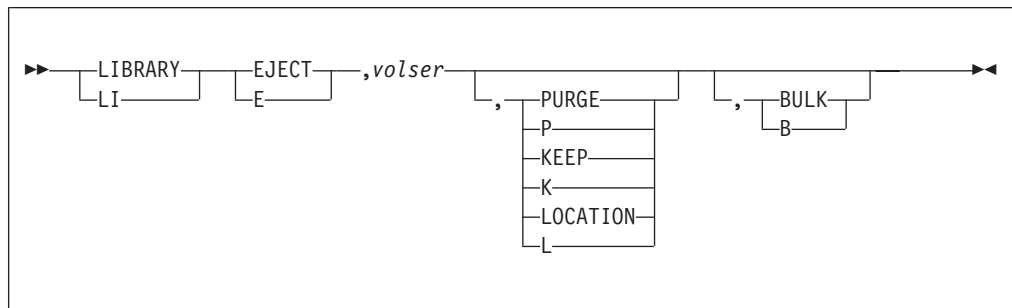 LIBRARY EJECT ,volser
LI E , PURGE , BULK
P B
KEEP
K
LOCATION
L